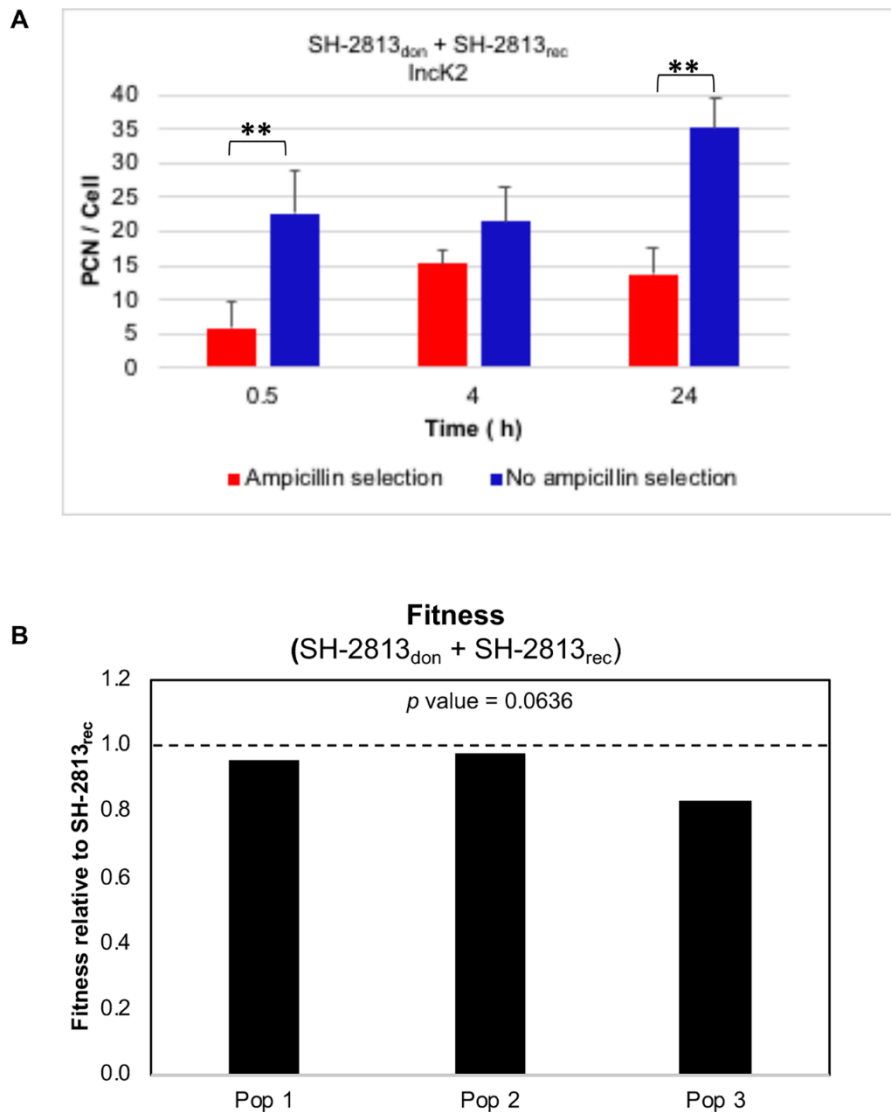 A
SH-2813don + SH-2813rec
IncK2
**
**
40
35
30
25
20
15
10
5
0
PCN / Cell
0.5 4 24
Time ( h)
Ampicillin selection No ampicillin selection
B
Fitness
(SH-2813don + SH-2813rec)
p value = 0.0636
1.2
1.0
0.8
0.6
0.4
0.2
0.0
Fitness relative to SH-2813rec
Pop 1 Pop 2 Pop 3